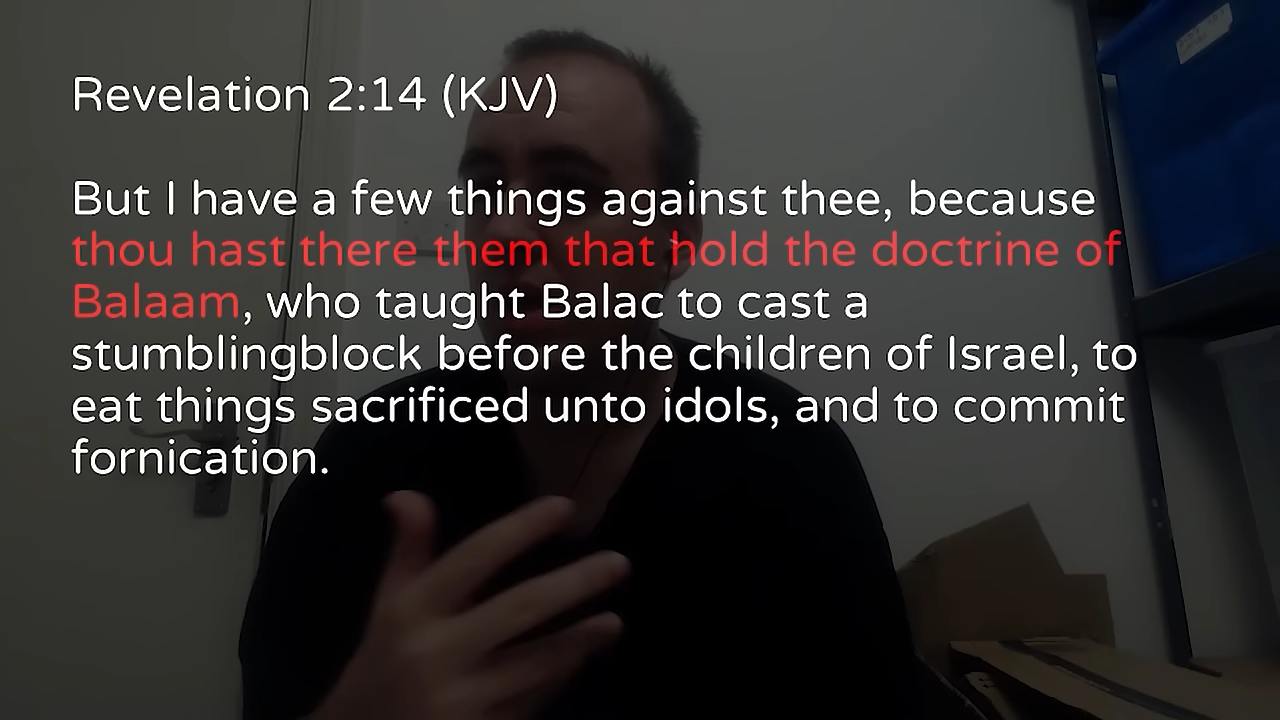 Revelation 2:14 (KJV)
But I have a few things against thee, because
thou hast there them that hold the doctrine of
Balaam, who taught Balac to cast a
stumblingblock before the children of Israel, to
eat things sacrificed unto idols, and to commit
fornication.